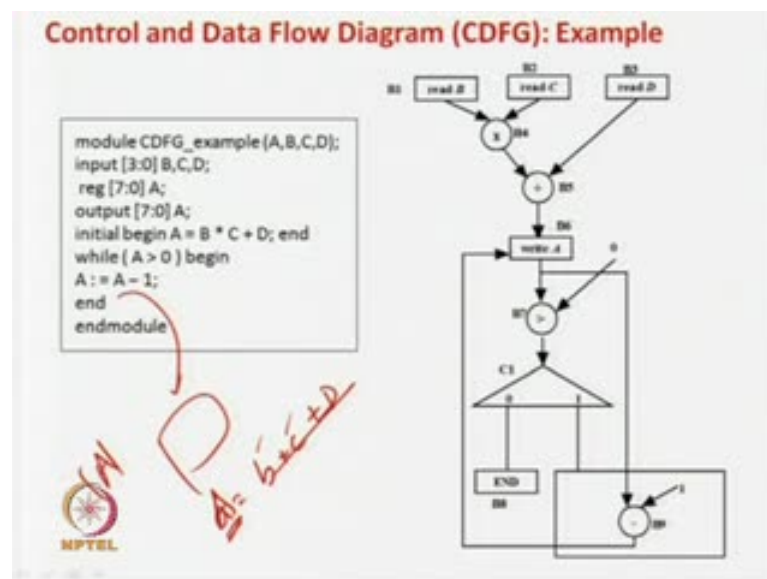 Control and Data Flow Diagram (CDFG): Example
module CDFG_example (A,B,C,D);
input [3:0] B,C,D;
reg [7:0] A;
output [7:0] A;
initial begin A = B * C + D; end
while ( A > 0 ) begin
A : = A – 1;
end
endmodule
B1 read B
B2
read C
B3
read D
x B4
+ B5
B6
write A
0
B7 >
C1
0 1
END
B8
1
- B9
A = b * c + D
NPTEL